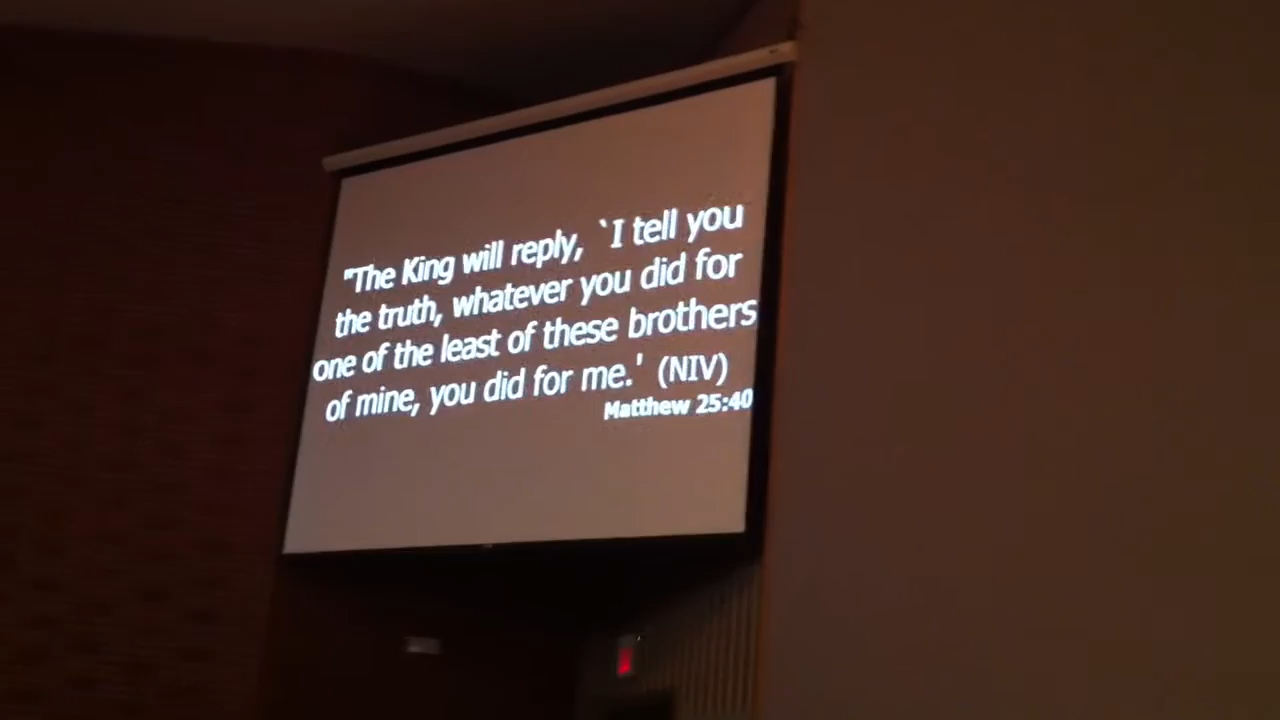 "The King will reply, `I tell you
the truth, whatever you did for
one of the least of these brothers
of mine, you did for me.' (NIV)
Matthew 25:40